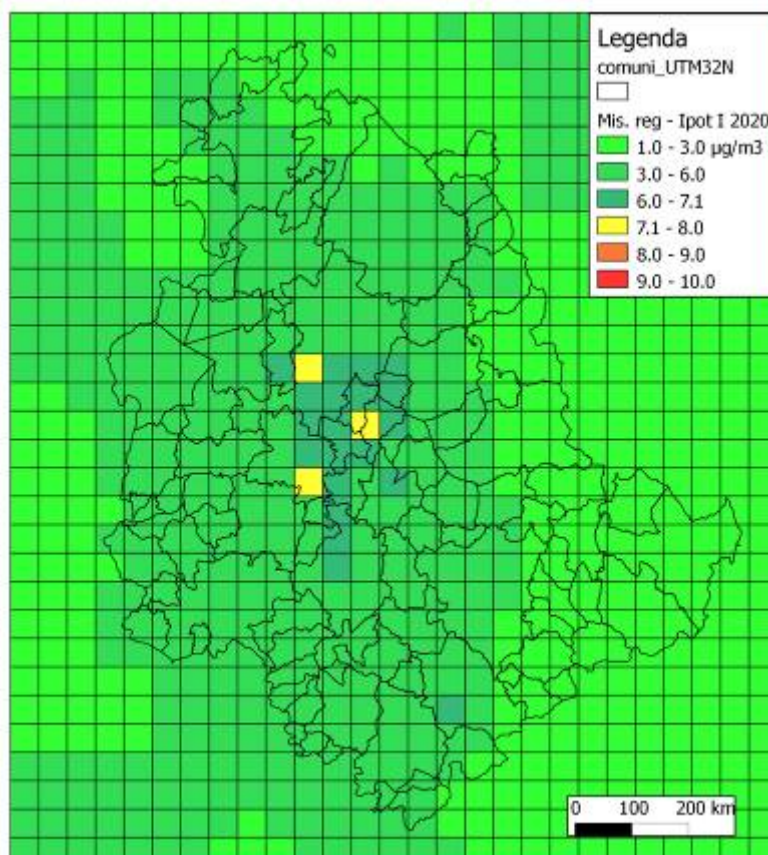 Legenda
comuni_UTM32N
Mis. reg - Ipot I 2020
1.0 - 3.0 µg/m3
3.0 - 6.0
6.0 - 7.1
7.1 - 8.0
8.0 - 9.0
9.0 - 10.0
0 100 200 km